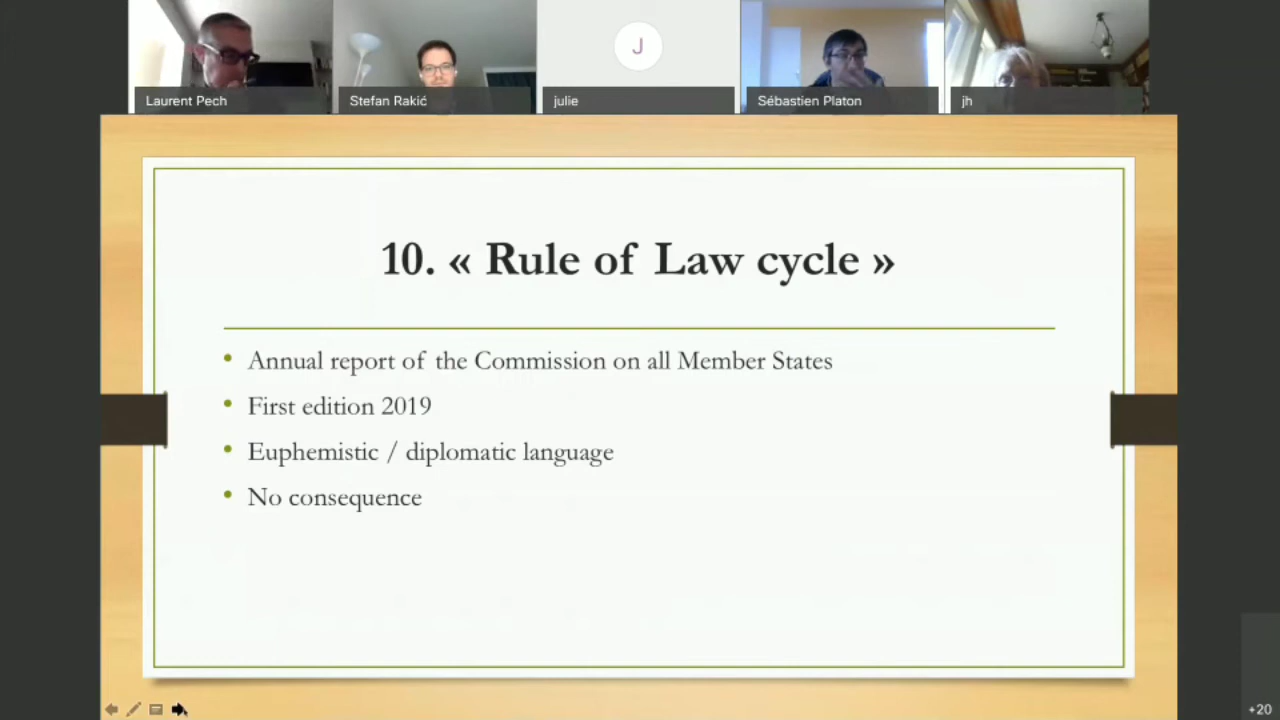 J
Laurent Pech
Stefan Rakić
julie
Sébastien Platon
jh
10. « Rule of Law cycle »
• Annual report of the Commission on all Member States
• First edition 2019
• Euphemistic / diplomatic language
• No consequence
+20